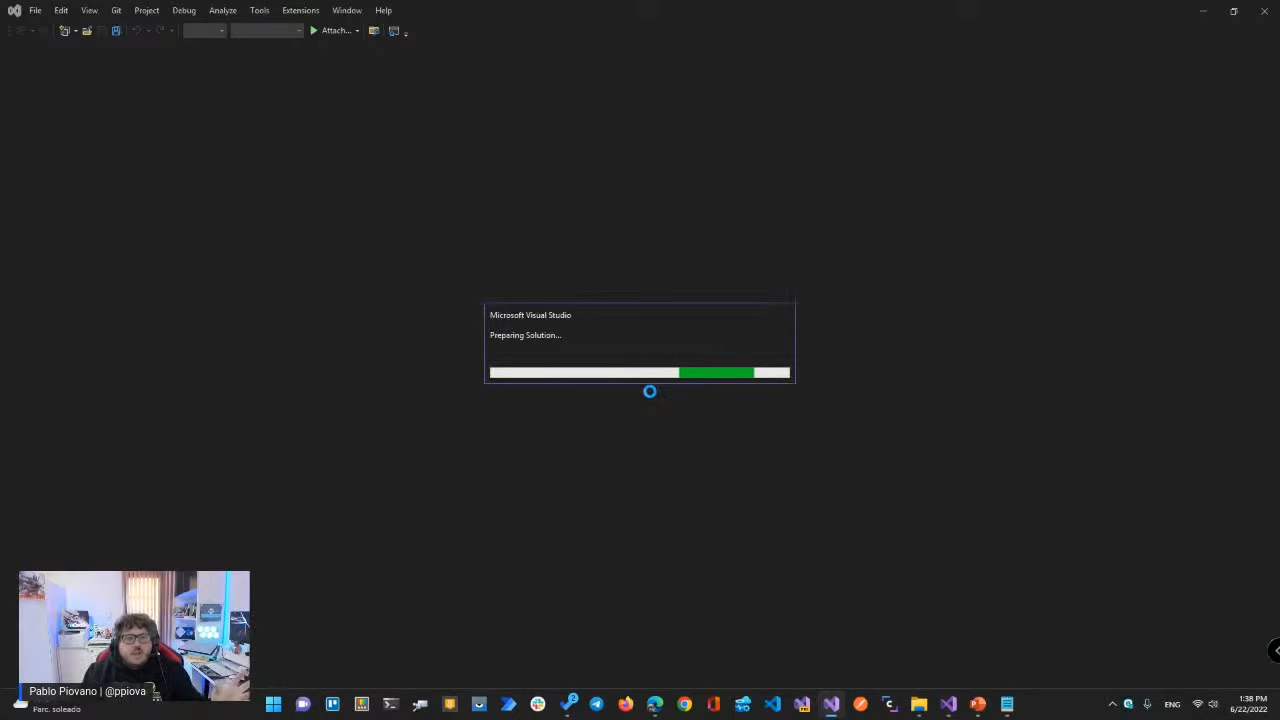 File Edit View Git Project Debug Analyze Tools Extensions Window Help
Attach...
Microsoft Visual Studio
Preparing Solution...
Pablo Piovano | @ppiova
Parc. soleado
2
ENG
1:38 PM
6/22/2022